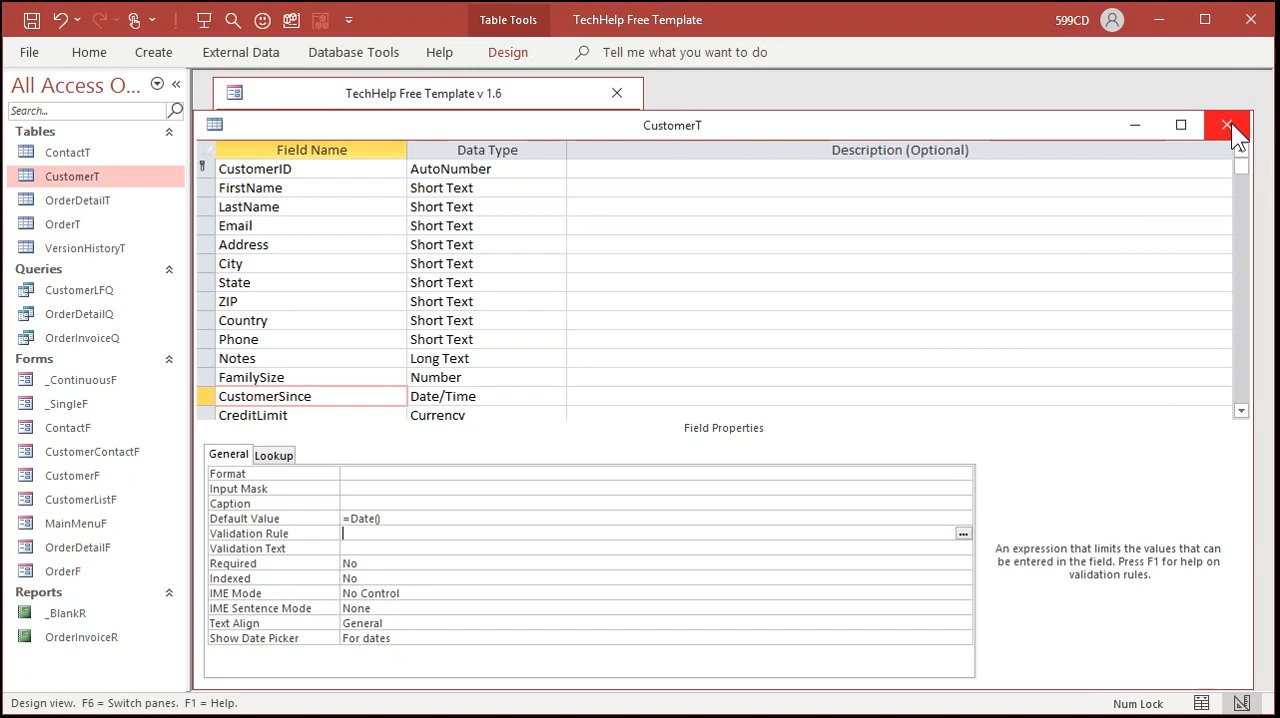 Table Tools
TechHelp Free Template
599CD
File
Home
Create
External Data
Database Tools
Help
Design
Tell me what you want to do
All Access O...
Search...
Tables
ContactT
CustomerT
OrderDetailT
OrderT
VersionHistoryT
Queries
CustomerLFQ
OrderDetailQ
OrderInvoiceQ
Forms
_ContinuousF
_SingleF
ContactF
CustomerContactF
CustomerF
CustomerListF
MainMenuF
OrderDetailF
OrderF
Reports
_BlankR
OrderInvoiceR
TechHelp Free Template v 1.6
CustomerT
Field Name Data Type Description (Optional)
CustomerID AutoNumber
FirstName Short Text
LastName Short Text
Email Short Text
Address Short Text
City Short Text
State Short Text
ZIP Short Text
Country Short Text
Phone Short Text
Notes Long Text
FamilySize Number
CustomerSince Date/Time
CreditLimit Currency
Field Properties
General Lookup
Format
Input Mask
Caption
Default Value =Date()
Validation Rule
Validation Text
Required No
Indexed No
IME Mode No Control
IME Sentence Mode None
Text Align General
Show Date Picker For dates
An expression that limits the values that can
be entered in the field. Press F1 for help on
validation rules.
Design view. F6 = Switch panes. F1 = Help.
Num Lock